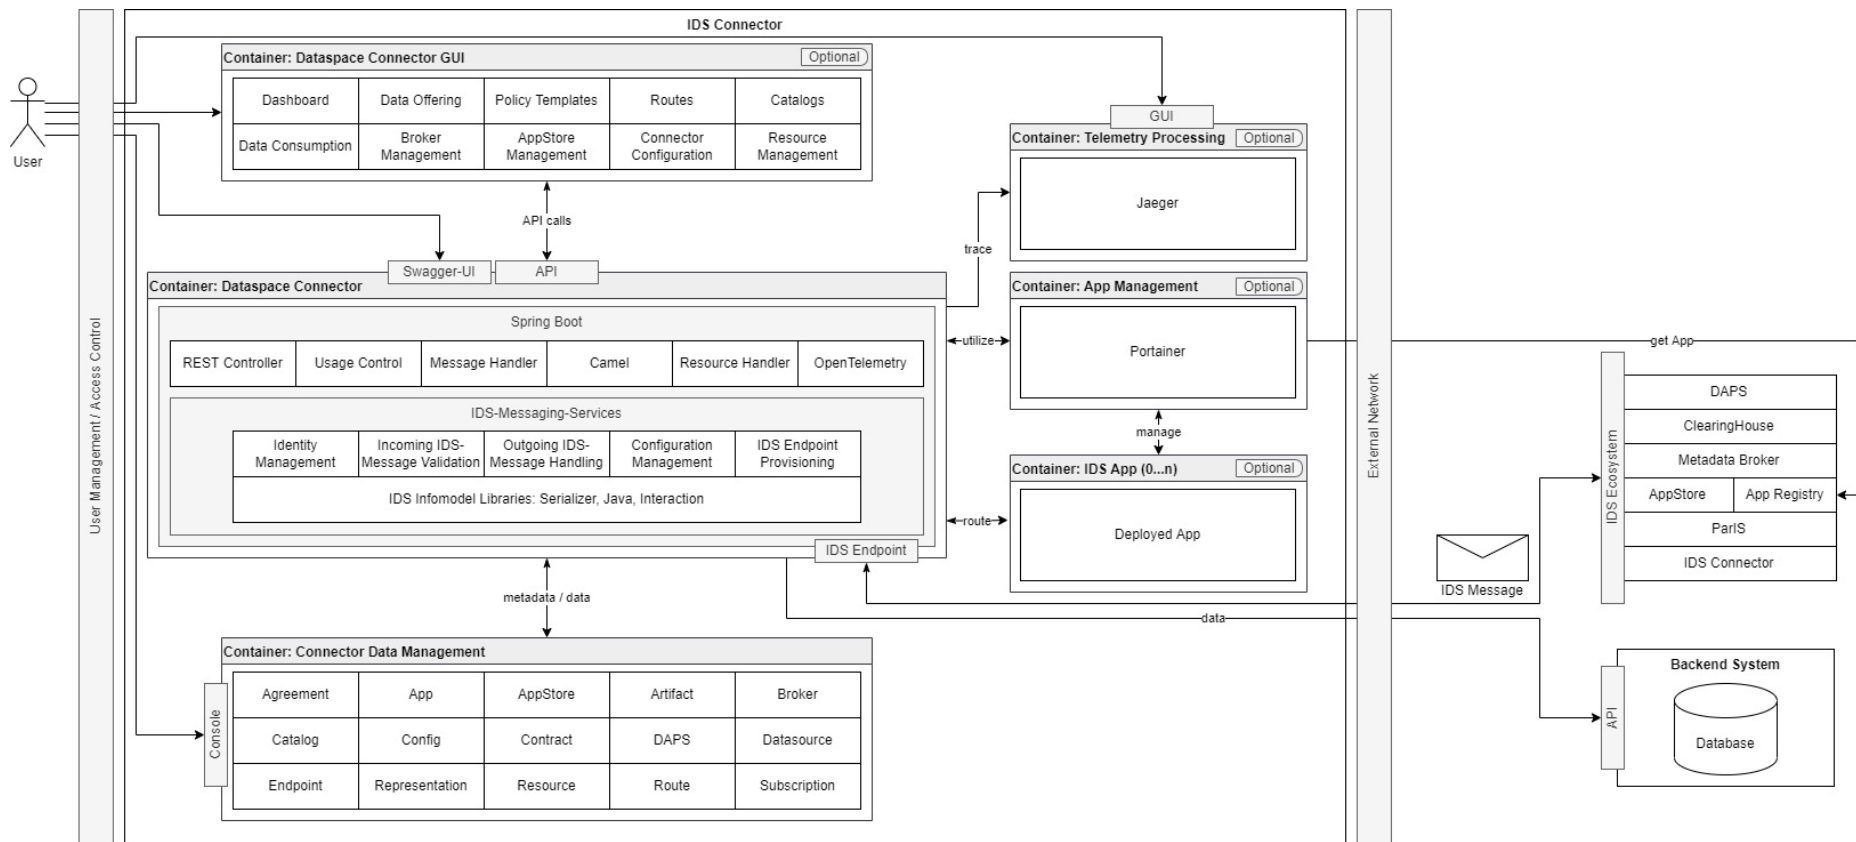 IDS Connector
Container: Dataspace Connector GUI
Optional
Dashboard
Data Offering
Policy Templates
Routes
Catalogs
Data Consumption
Broker
Management
AppStore
Management
Connector
Configuration
Resource
Management
User
User Management / Access Control
GUI
Container: Telemetry Processing
Optional
Jaeger
API calls
trace
Swagger-UI
API
Container: Dataspace Connector
Spring Boot
REST Controller
Usage Control
Message Handler
Camel
Resource Handler
OpenTelemetry
IDS-Messaging-Services
Identity
Management
Incoming IDS-
Message Validation
Outgoing IDS-
Message Handling
Configuration
Management
IDS Endpoint
Provisioning
IDS Infomodel Libraries: Serializer, Java, Interaction
IDS Endpoint
Container: App Management
Optional
Portainer
utilize
manage
Container: IDS App (0...n)
Optional
Deployed App
route
metadata / data
data
Container: Connector Data Management
Console
Agreement
App
AppStore
Artifact
Broker
Catalog
Config
Contract
DAPS
Datasource
Endpoint
Representation
Resource
Route
Subscription
External Network
get App
IDS Ecosystem
DAPS
ClearingHouse
Metadata Broker
AppStore
App Registry
ParIS
IDS Connector
IDS Message
Backend System
API
Database